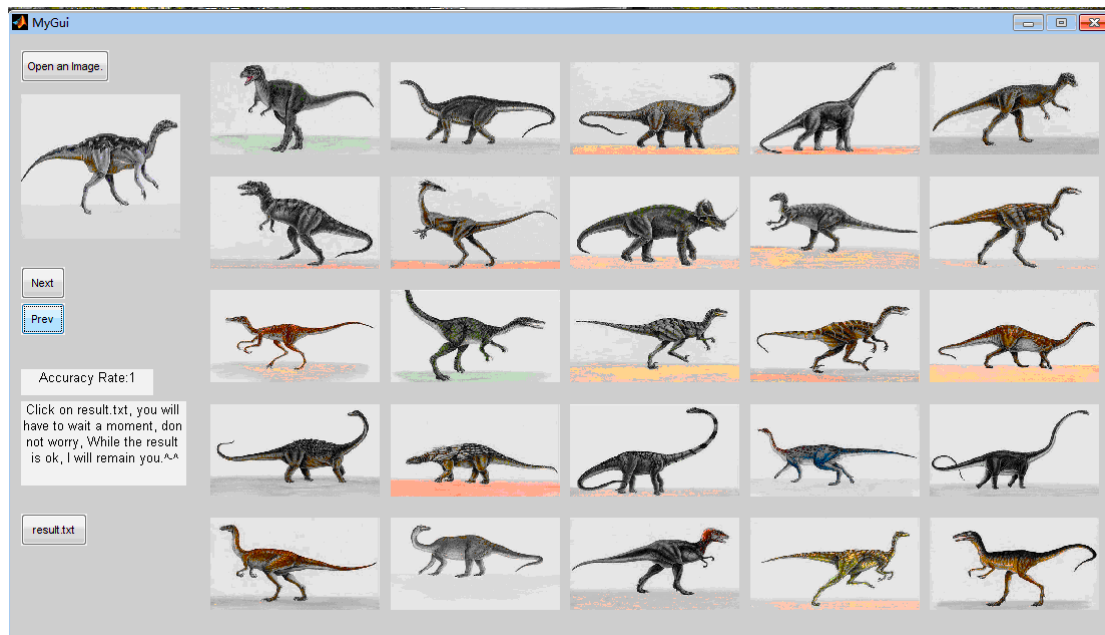 MyGui
Open an Image.
Next
Prev
Accuracy Rate:1
Click on result.txt, you will
have to wait a moment, don
not worry, While the result
is ok, I will remain you.^-^
result.txt